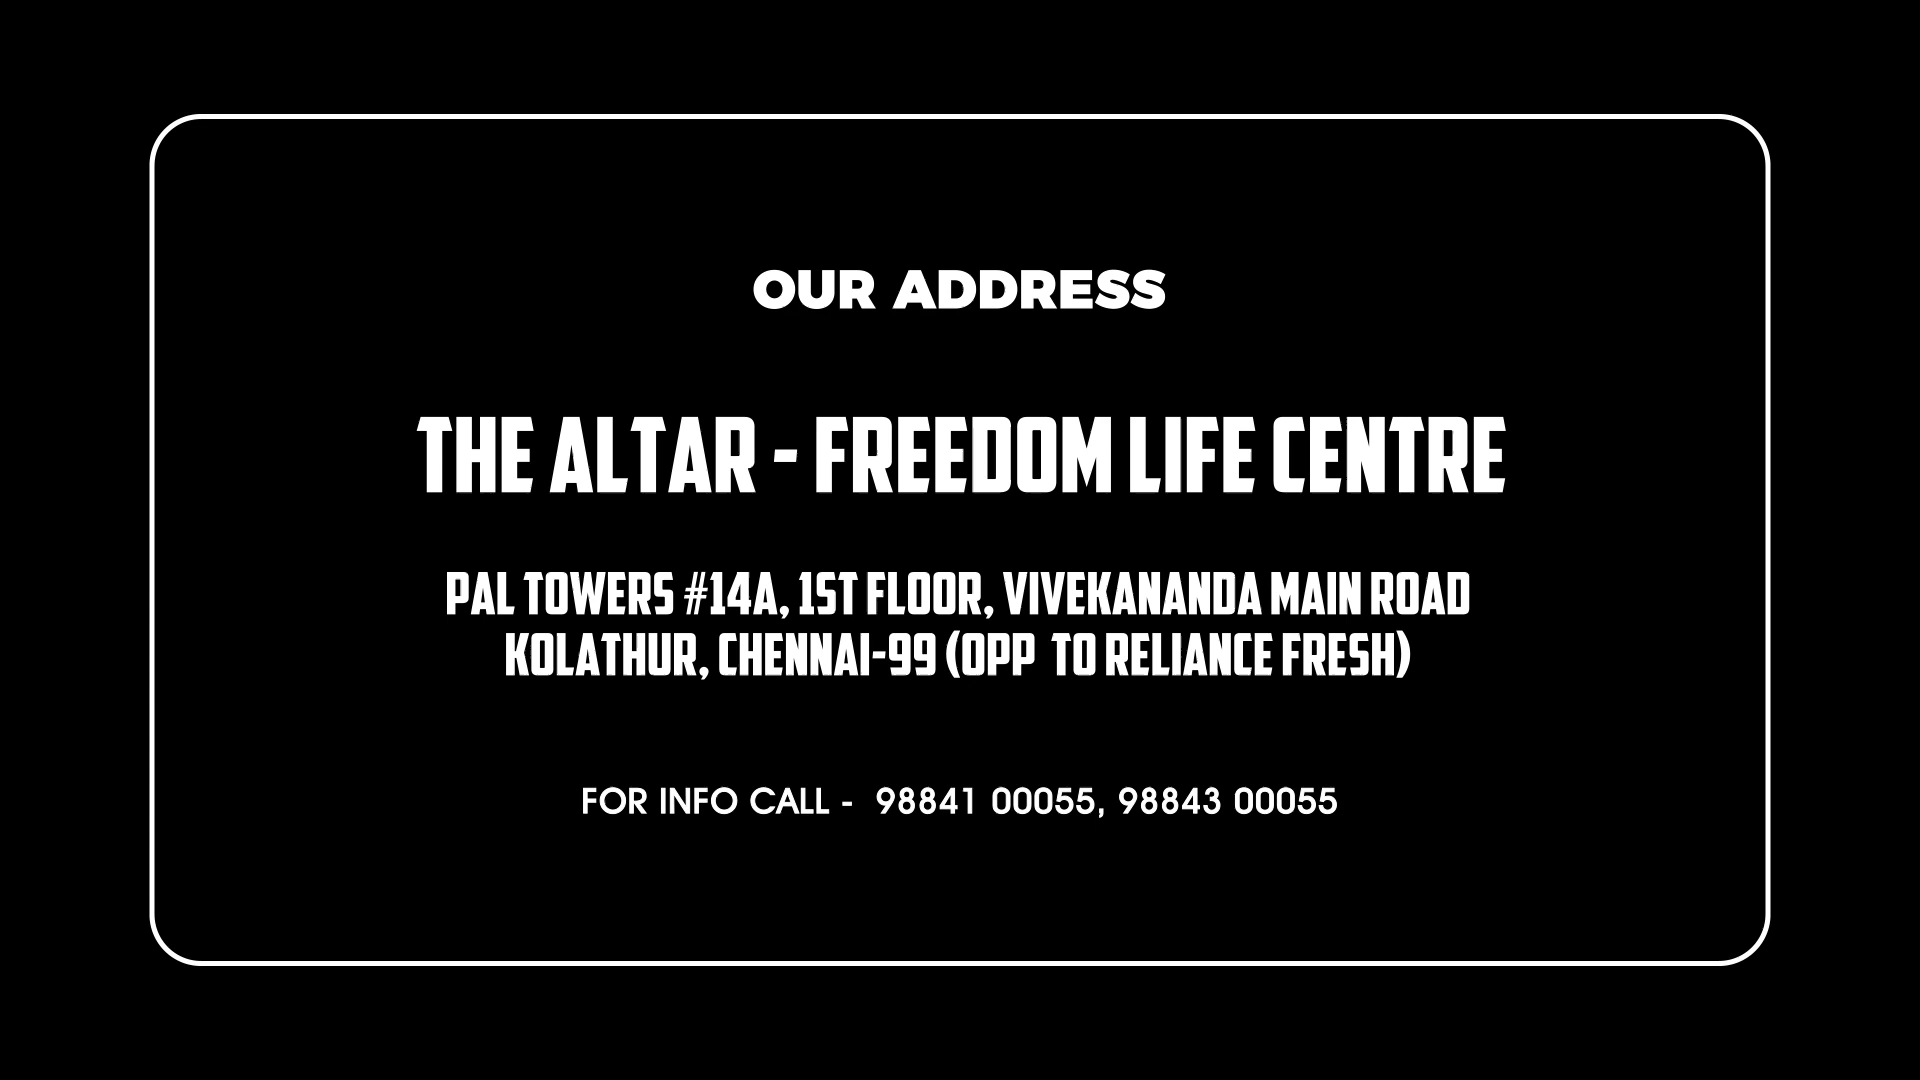 OUR ADDRESS
THE ALTAR - FREEDOM LIFE CENTRE
PAL TOWERS #14A, 1ST FLOOR, VIVEKANANDA MAIN ROAD
KOLATHUR, CHENNAI-99 (OPP TO RELIANCE FRESH)
FOR INFO CALL - 98841 00055, 98843 00055